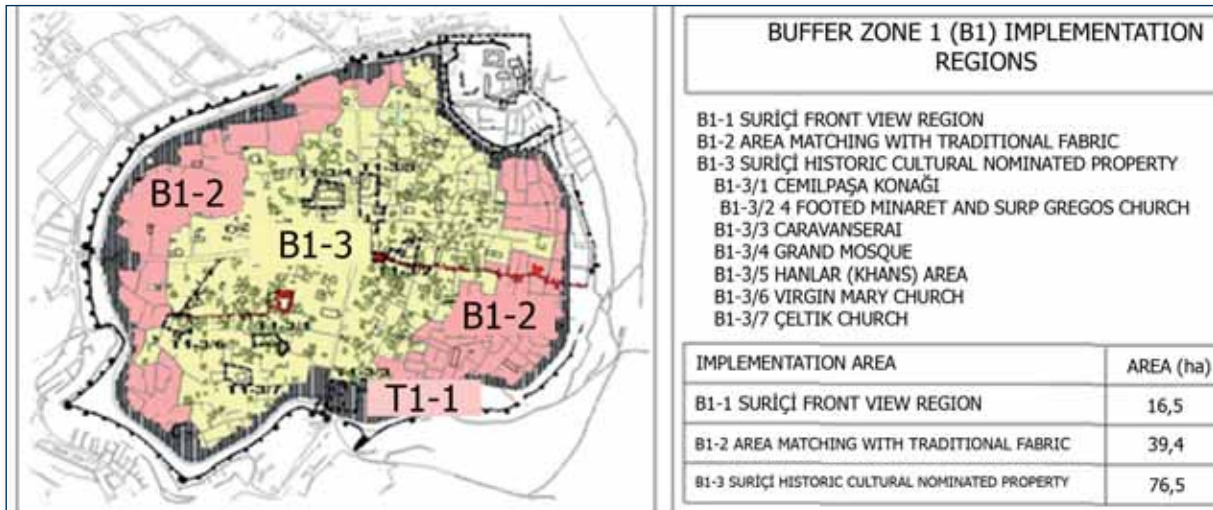 B1-2
B1-3
B1-2
T1-1
BUFFER ZONE 1 (B1) IMPLEMENTATION
REGIONS
B1-1 SURİÇİ FRONT VIEW REGION
B1-2 AREA MATCHING WITH TRADITIONAL FABRIC
B1-3 SURİÇİ HISTORIC CULTURAL NOMINATED PROPERTY
B1-3/1 CEMILPAŞA KONAĞI
B1-3/2 4 FOOTED MINARET AND SURP GREGOS CHURCH
B1-3/3 CARAVANSERAI
B1-3/4 GRAND MOSQUE
B1-3/5 HANLAR (KHANS) AREA
B1-3/6 VIRGIN MARY CHURCH
B1-3/7 ÇELTIK CHURCH
IMPLEMENTATION AREA AREA (ha)
B1-1 SURİÇİ FRONT VIEW REGION 16,5
B1-2 AREA MATCHING WITH TRADITIONAL FABRIC 39,4
B1-3 SURİÇİ HISTORIC CULTURAL NOMINATED PROPERTY 76,5